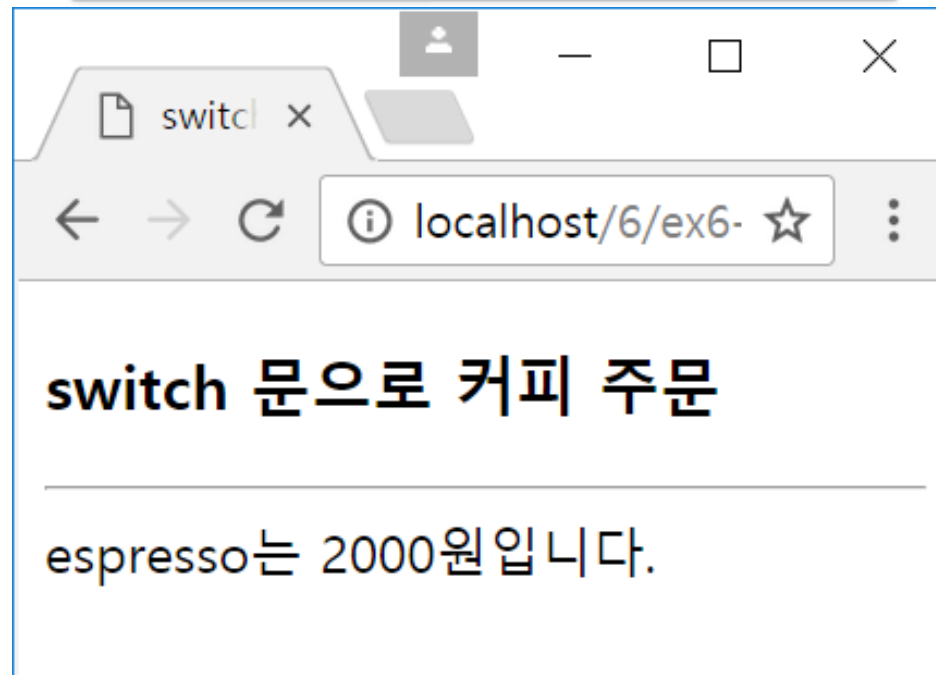 switch
localhost/6/ex6-
switch 문으로 커피 주문
espresso는 2000원입니다.